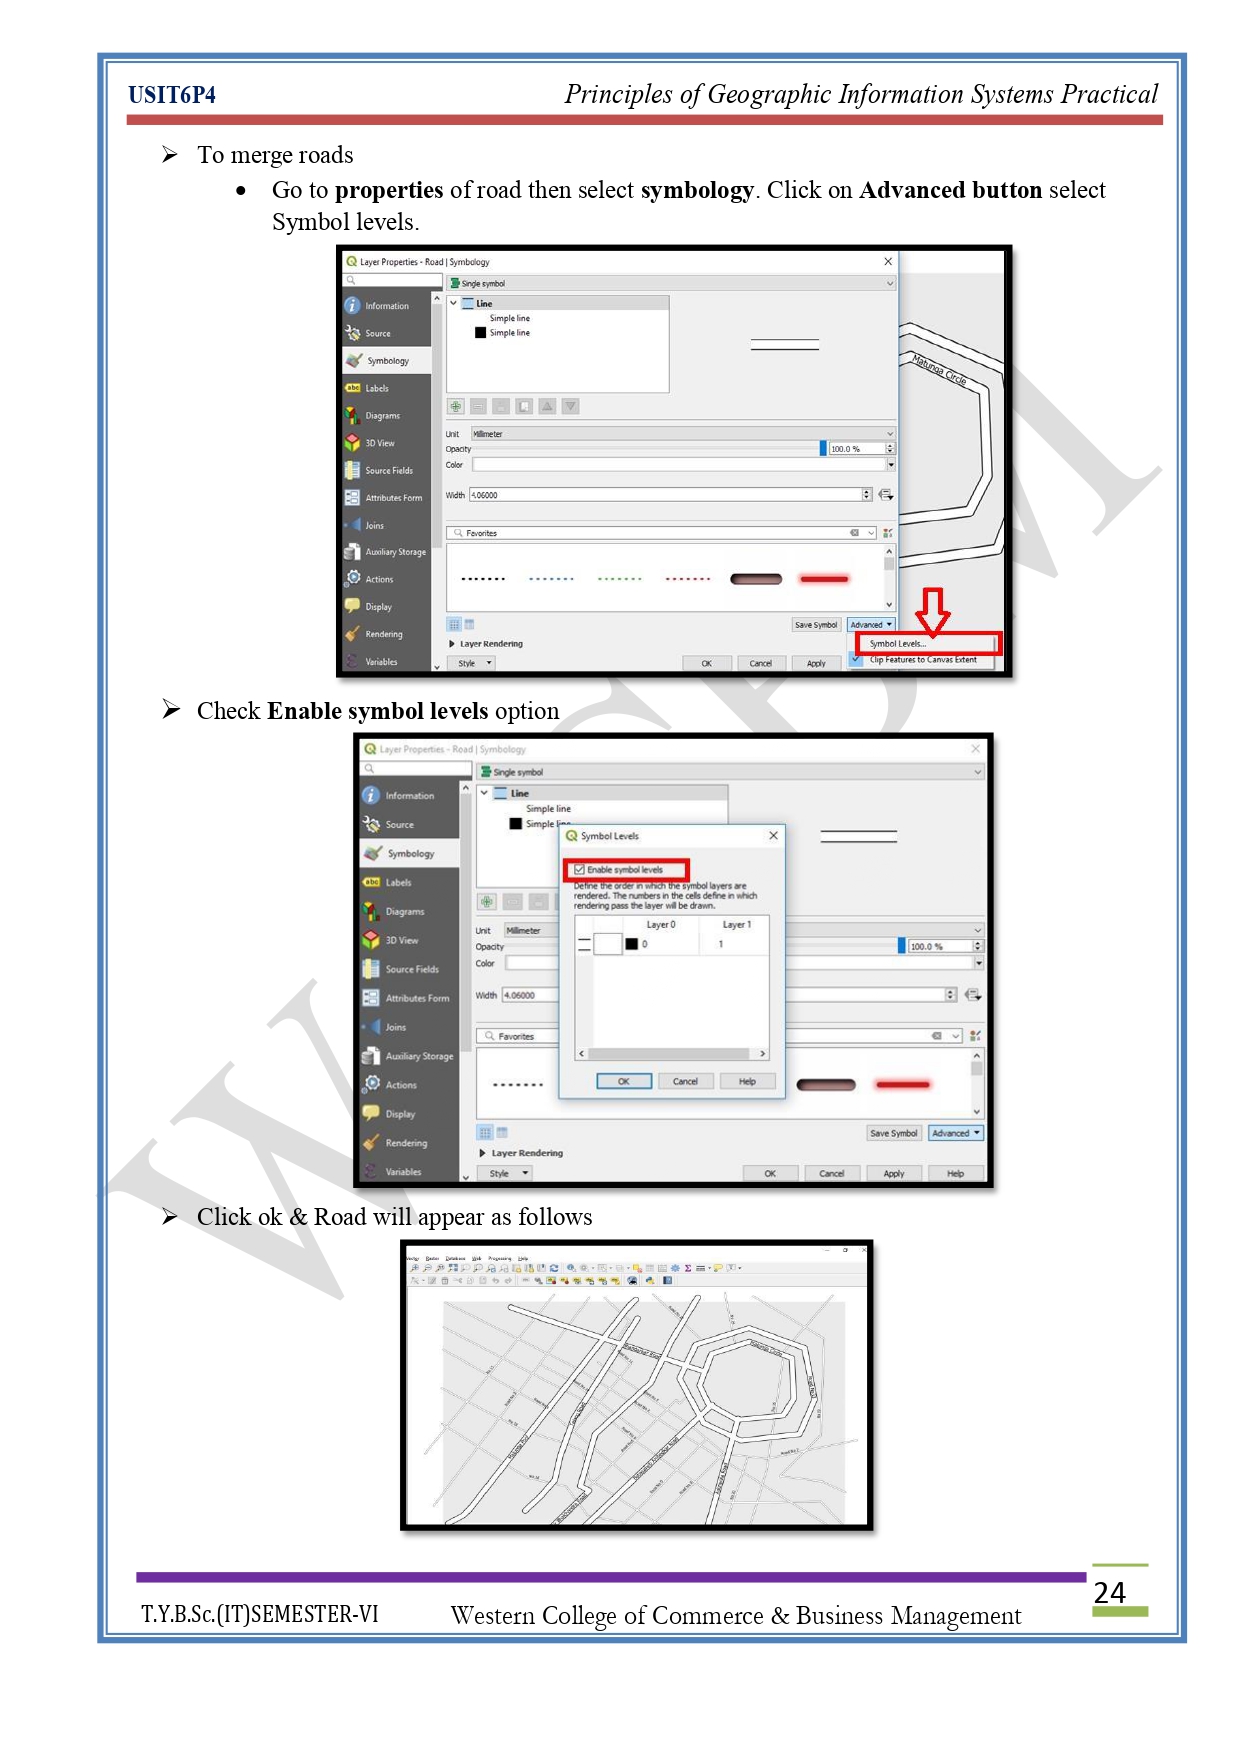 USIT6P4 Principles of Geographic Information Systems Practical
To merge roads
Go to properties of road then select symbology. Click on Advanced button select
Symbol levels.
Layer Properties - Road | Symbology
Single symbol
Information
Line
Simple line
Source
Simple line
Symbology
Matunga Circle
Labels
Diagrams
Unit Millimeter
3D View
Opacity 100.0 %
Color
Source Fields
Attributes Form
Width 4.06000
Joins
Favorites
Auxiliary Storage
Actions
Display
Save Symbol Advanced
Rendering
Layer Rendering
Symbol Levels...
Variables
Style OK Cancel Apply
Clip Features to Canvas Extent
Check Enable symbol levels option
Layer Properties - Road | Symbology
Single symbol
Information
Line
Simple line
Source
Simple line
Symbol Levels
Symbology
Enable symbol levels
Labels
Define the order in which the symbol layers are
rendered. The numbers in the cells define in which
rendering pass the layer will be drawn.
Diagrams
Layer 0 Layer 1
Unit Millimeter
3D View
0 1
Opacity 100.0 %
Color
Source Fields
Attributes Form
Width 4.06000
Joins
Favorites
Auxiliary Storage
OK Cancel Help
Actions
Display
Save Symbol Advanced
Rendering
Layer Rendering
Variables
Style OK Cancel Apply Help
Click ok & Road will appear as follows
Vector Raster Database Web Processing Help
Matunga Circle
24
T.Y.B.Sc.(IT)SEMESTER-VI Western College of Commerce & Business Management